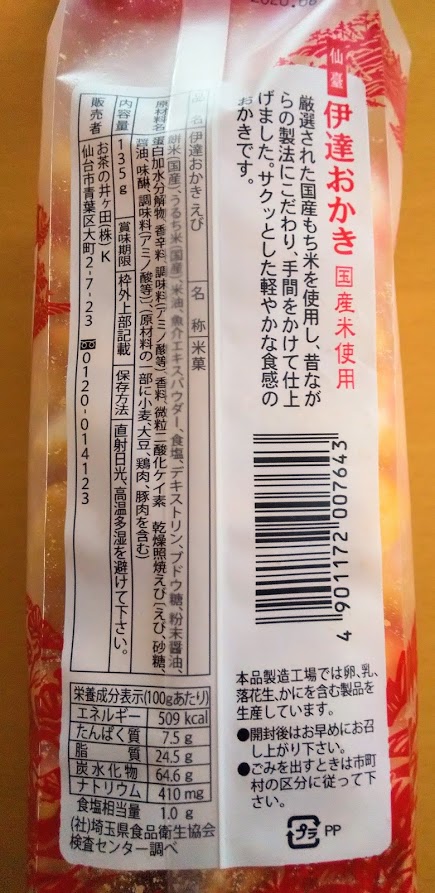 2020.06
仙臺 伊達おかき 国産米使用
厳選された国産もち米を使用し、昔なが
らの製法にこだわり、手間をかけて仕上
げました。サクッとした軽やかな食感の
おかきです。
品名 伊達おかきえび 名称 米菓
原材料名 餅米(国産)、うるち米(国産)、米油、魚介エキスパウダー、食塩、デキストリン、ブドウ糖、粉末醤油、
蛋白加水分解物、香辛料、調味料(アミノ酸等)、香料、微粒二酸化ケイ素 乾燥照焼えび(えび、砂糖、
醤油、味醂、調味料(アミノ酸等)、(原材料の一部に小麦、大豆、鶏肉、豚肉を含む)
内容量 135g 賞味期限 枠外上部記載 保存方法 直射日光、高温多湿を避けて下さい。
販売者 お茶の井ヶ田(株) K
仙台市青葉区大町2-7-23 0120-014123
4 901172 007643
本品製造工場では卵、乳、
落花生、かにを含む製品を
生産しています。
●開封後はお早めにお召
し上がり下さい。
●ごみを出すときは市町
村の区分に従って下
さい。
プラ PP
栄養成分表示(100gあたり)
エネルギー 509 kcal
たんぱく質 7.5 g
脂質 24.5 g
炭水化物 64.6 g
ナトリウム 410 mg
食塩相当量 1.0 g
(社)埼玉県食品衛生協会
検査センター調べ